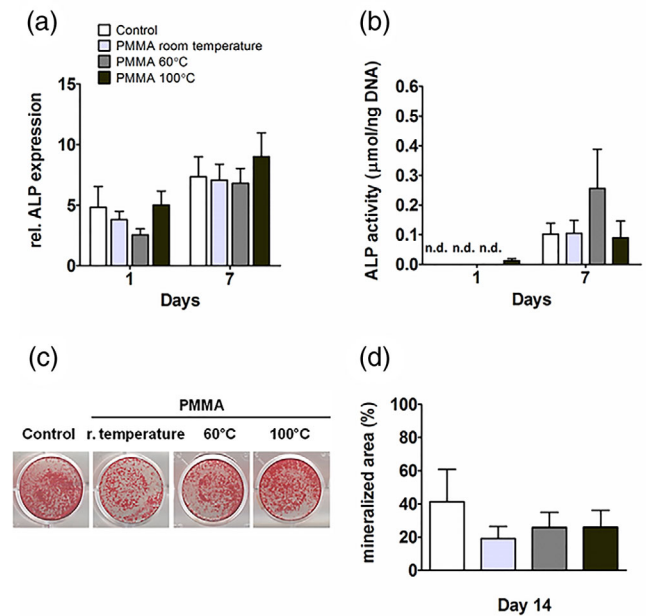 (a)
Control
PMMA room temperature
PMMA 60°C
PMMA 100°C
rel. ALP expression
15
10
5
0
1 7
Days
(b)
ALP activity (μmol/ng DNA)
0.6
0.5
0.4
0.3
0.2
0.1
0.0
n.d. n.d. n.d.
1 7
Days
(c)
PMMA
Control r. temperature 60°C 100°C
(d)
mineralized area (%)
100
80
60
40
20
0
Day 14